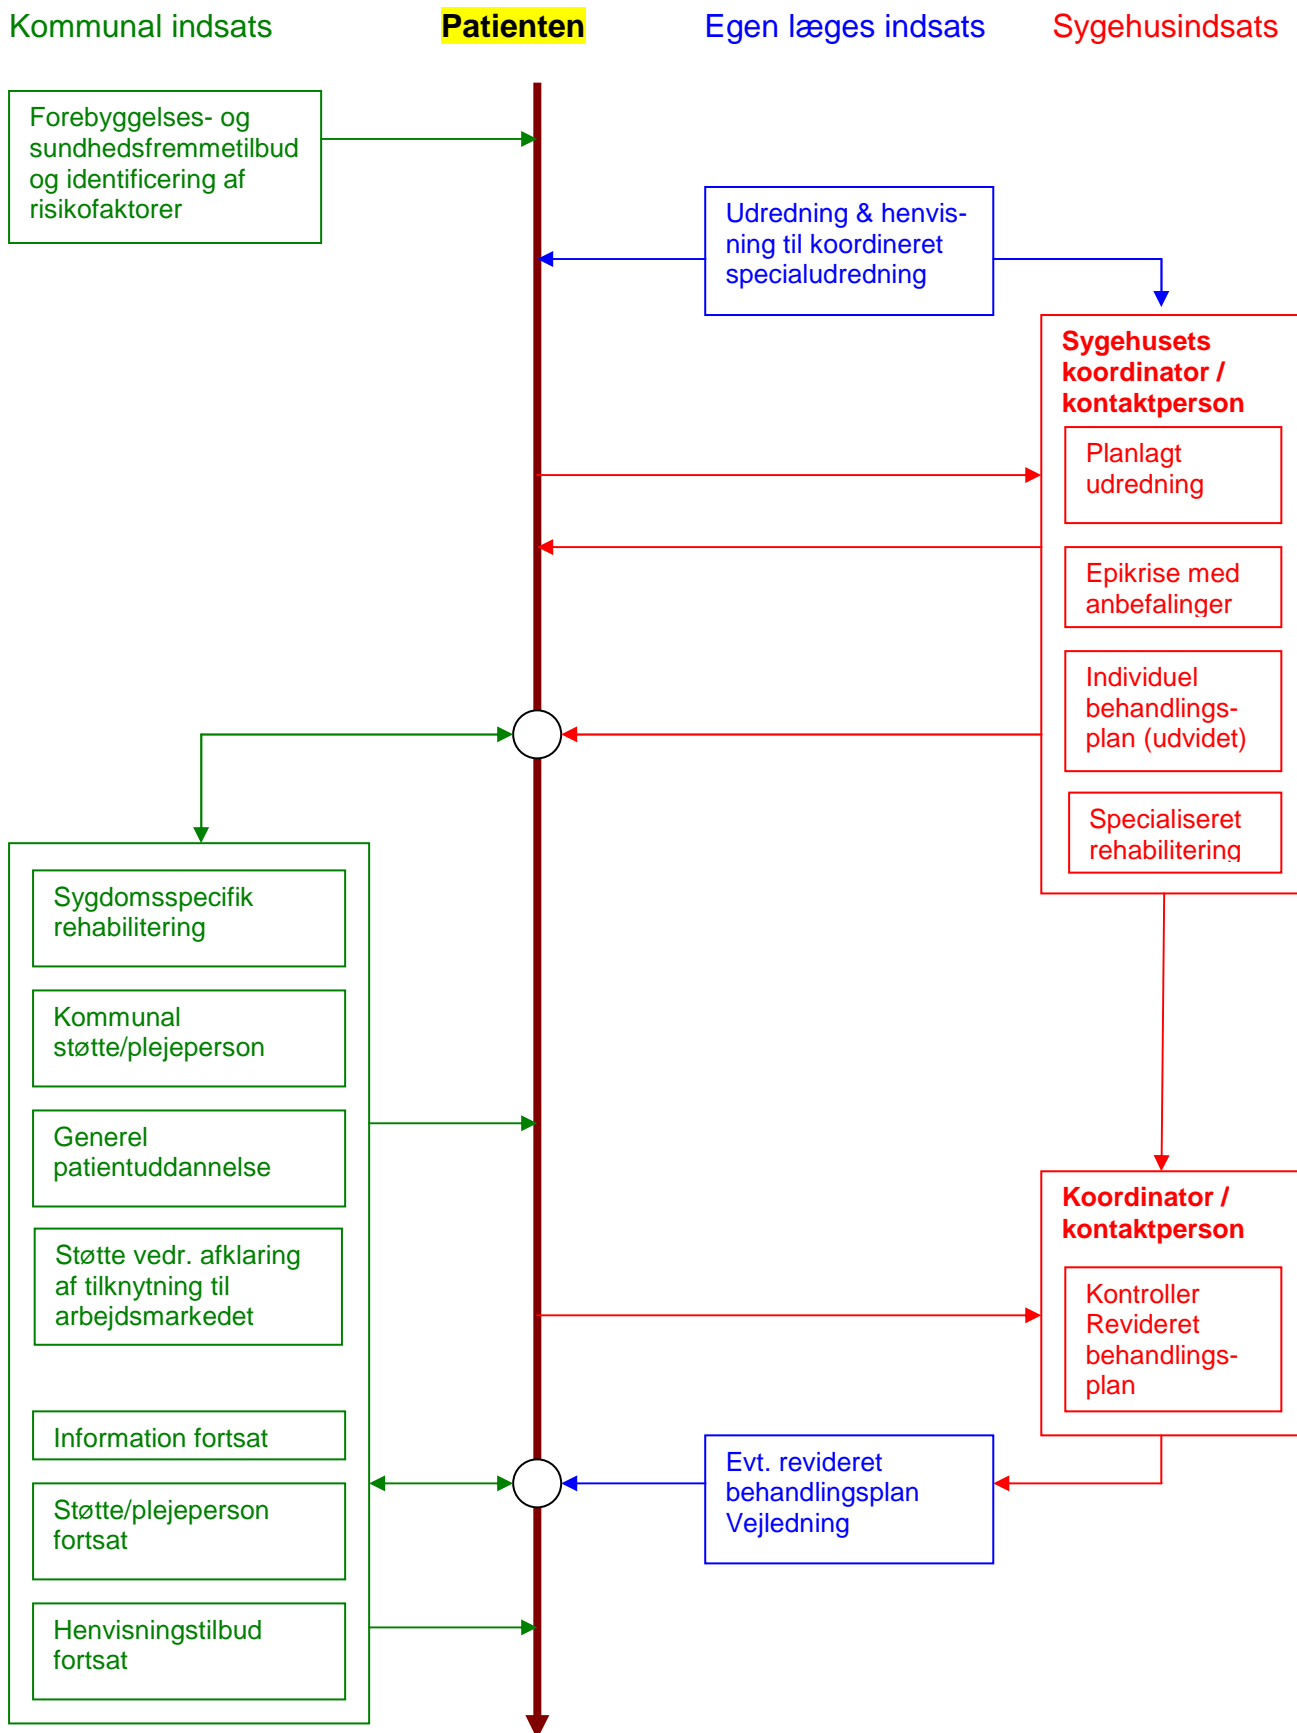 Kommunal indsats
Patienten
Egen læges indsats
Sygehusindsats
Forebyggelses- og
sundhedsfremmetilbud
og identificering af
risikofaktorer
Udredning & henvis-
ning til koordineret
specialudredning
Sygehusets
koordinator /
kontaktperson
Planlagt
udredning
Epikrise med
anbefalinger
Individuel
behandlings-
plan (udvidet)
Specialiseret
rehabilitering
Sygdomsspecifik
rehabilitering
Kommunal
støtte/plejeperson
Generel
patientuddannelse
Støtte vedr. afklaring
af tilknytning til
arbejdsmarkedet
Koordinator /
kontaktperson
Kontroller
Revideret
behandlings-
plan
Information fortsat
Støtte/plejeperson
fortsat
Henvisningstilbud
fortsat
Evt. revideret
behandlingsplan
Vejledning